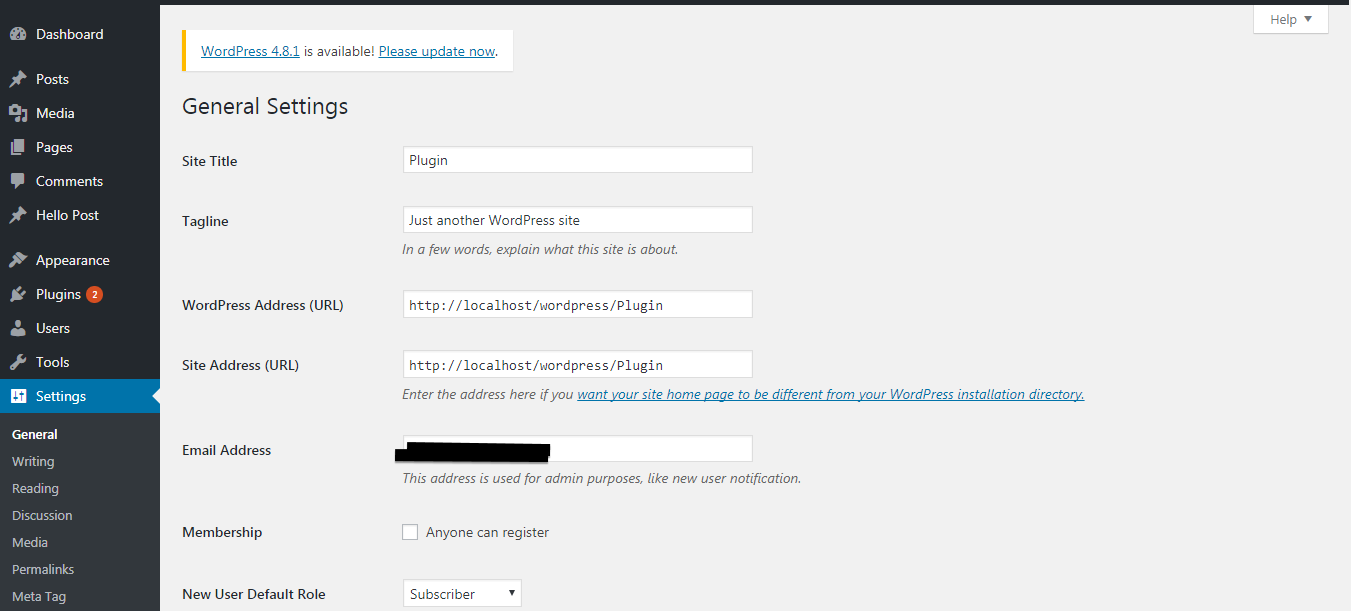 Dashboard
Posts
Media
Pages
Comments
Hello Post
Appearance
Plugins 2
Users
Tools
Settings
General
Writing
Reading
Discussion
Media
Permalinks
Meta Tag
Help
WordPress 4.8.1 is available! Please update now.
General Settings
Site Title
Plugin
Tagline
Just another WordPress site
In a few words, explain what this site is about.
WordPress Address (URL)
http://localhost/wordpress/Plugin
Site Address (URL)
http://localhost/wordpress/Plugin
Enter the address here if you want your site home page to be different from your WordPress installation directory.
Email Address
This address is used for admin purposes, like new user notification.
Membership
Anyone can register
New User Default Role
Subscriber